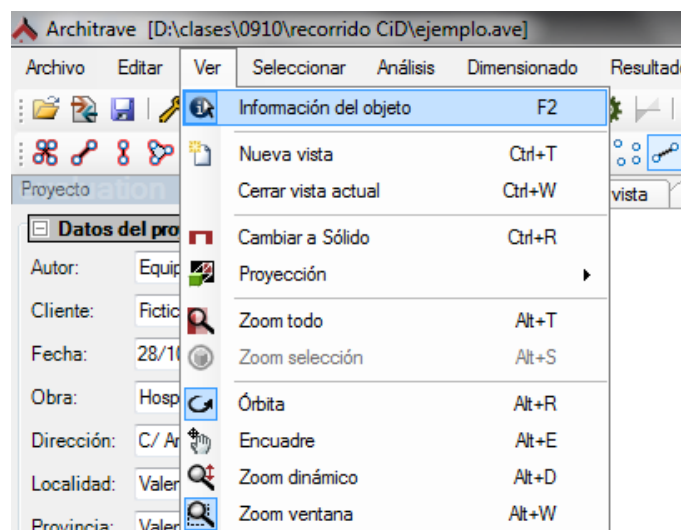 Architrave [D:\clases\0910\recorrido CiD\ejemplo.ave]
Archivo Editar Ver Seleccionar Análisis Dimensionado Resultad
Información del objeto F2
Nueva vista Ctrl+T
Proyecto
Cerrar vista actual Ctrl+W
vista
Datos del pro
Cambiar a Sólido Ctrl+R
Autor: Equip
Proyección
Cliente: Fictic
Zoom todo Alt+T
Fecha: 28/10
Zoom selección Alt+S
Obra: Hosp
Órbita Alt+R
Dirección: C/ Ar
Encuadre Alt+E
Localidad: Valer
Zoom dinámico Alt+D
Provincia: Valer
Zoom ventana Alt+W